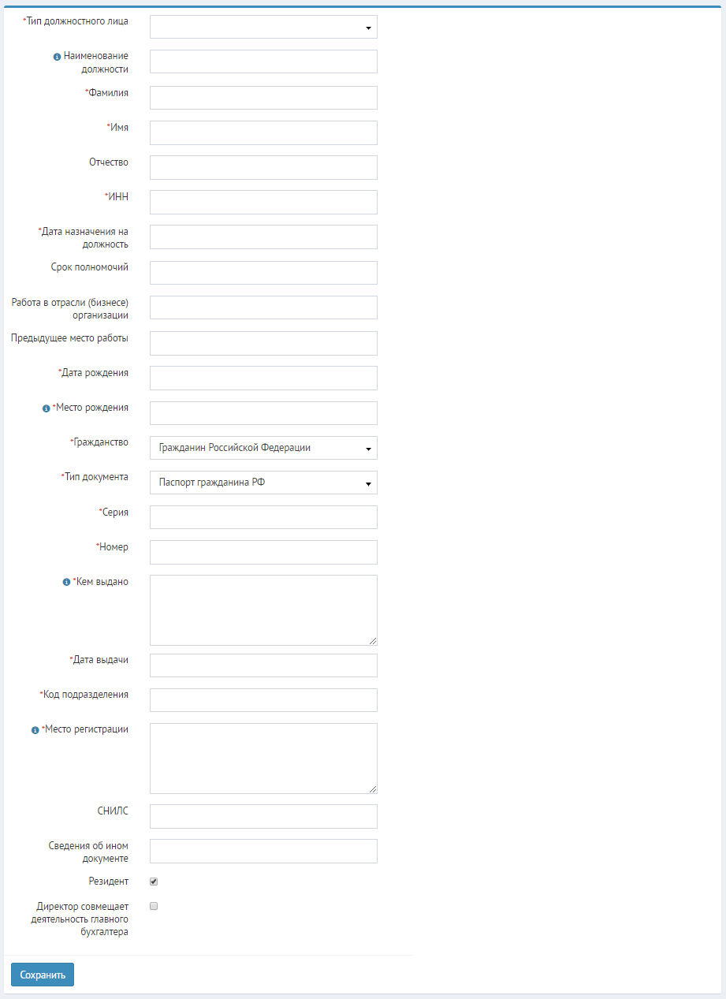 *Тип должностного лица
Наименование
должности
*Фамилия
*Имя
Отчество
*ИНН
*Дата назначения на
должность
Срок полномочий
Работа в отрасли (бизнесе)
организации
Предыдущее место работы
*Дата рождения
*Место рождения
*Гражданство
Гражданин Российской Федерации
*Тип документа
Паспорт гражданина РФ
*Серия
*Номер
*Кем выдано
*Дата выдачи
*Код подразделения
*Место регистрации
СНИЛС
Сведения об ином
документе
Резидент
Директор совмещает
деятельность главного
бухгалтера
Сохранить